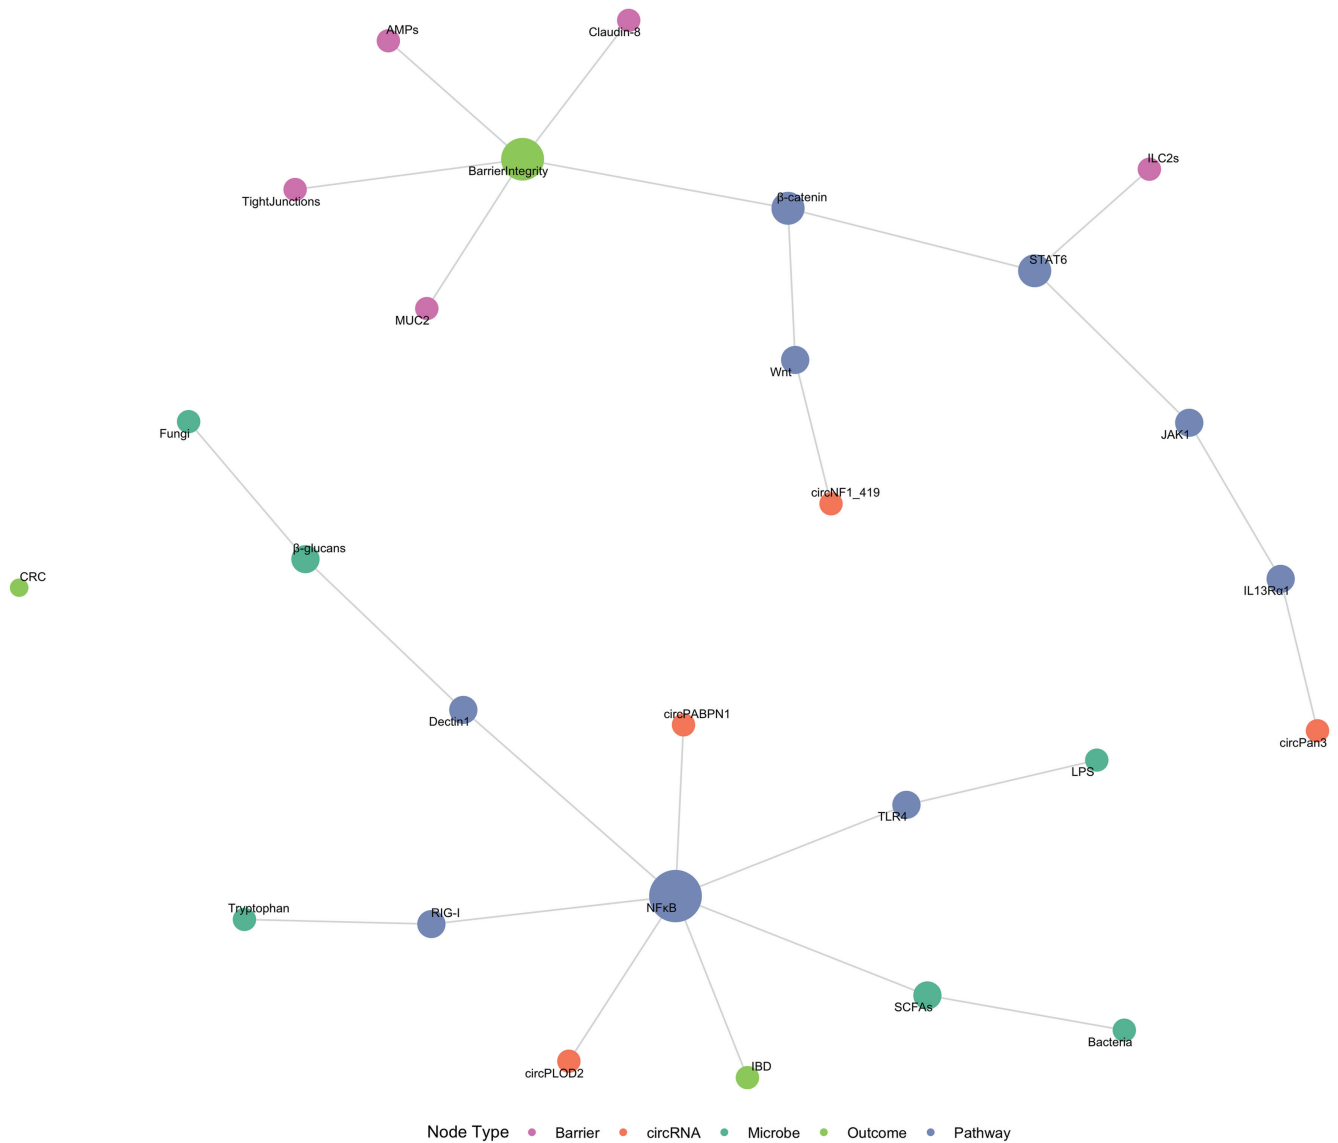 AMPs
Claudin-8
BarrierIntegrity
ILC2s
TightJunctions
β-catenin
STAT6
MUC2
Wnt
Fungi
JAK1
circNF1_419
β-glucans
CRC
IL13Rα1
circPABPN1
Dectin1
circPan3
LPS
TLR4
Tryptophan
RIG-I
NFκB
SCFAs
Bacteria
circPLOD2
IBD
Node Type Barrier circRNA Microbe Outcome Pathway